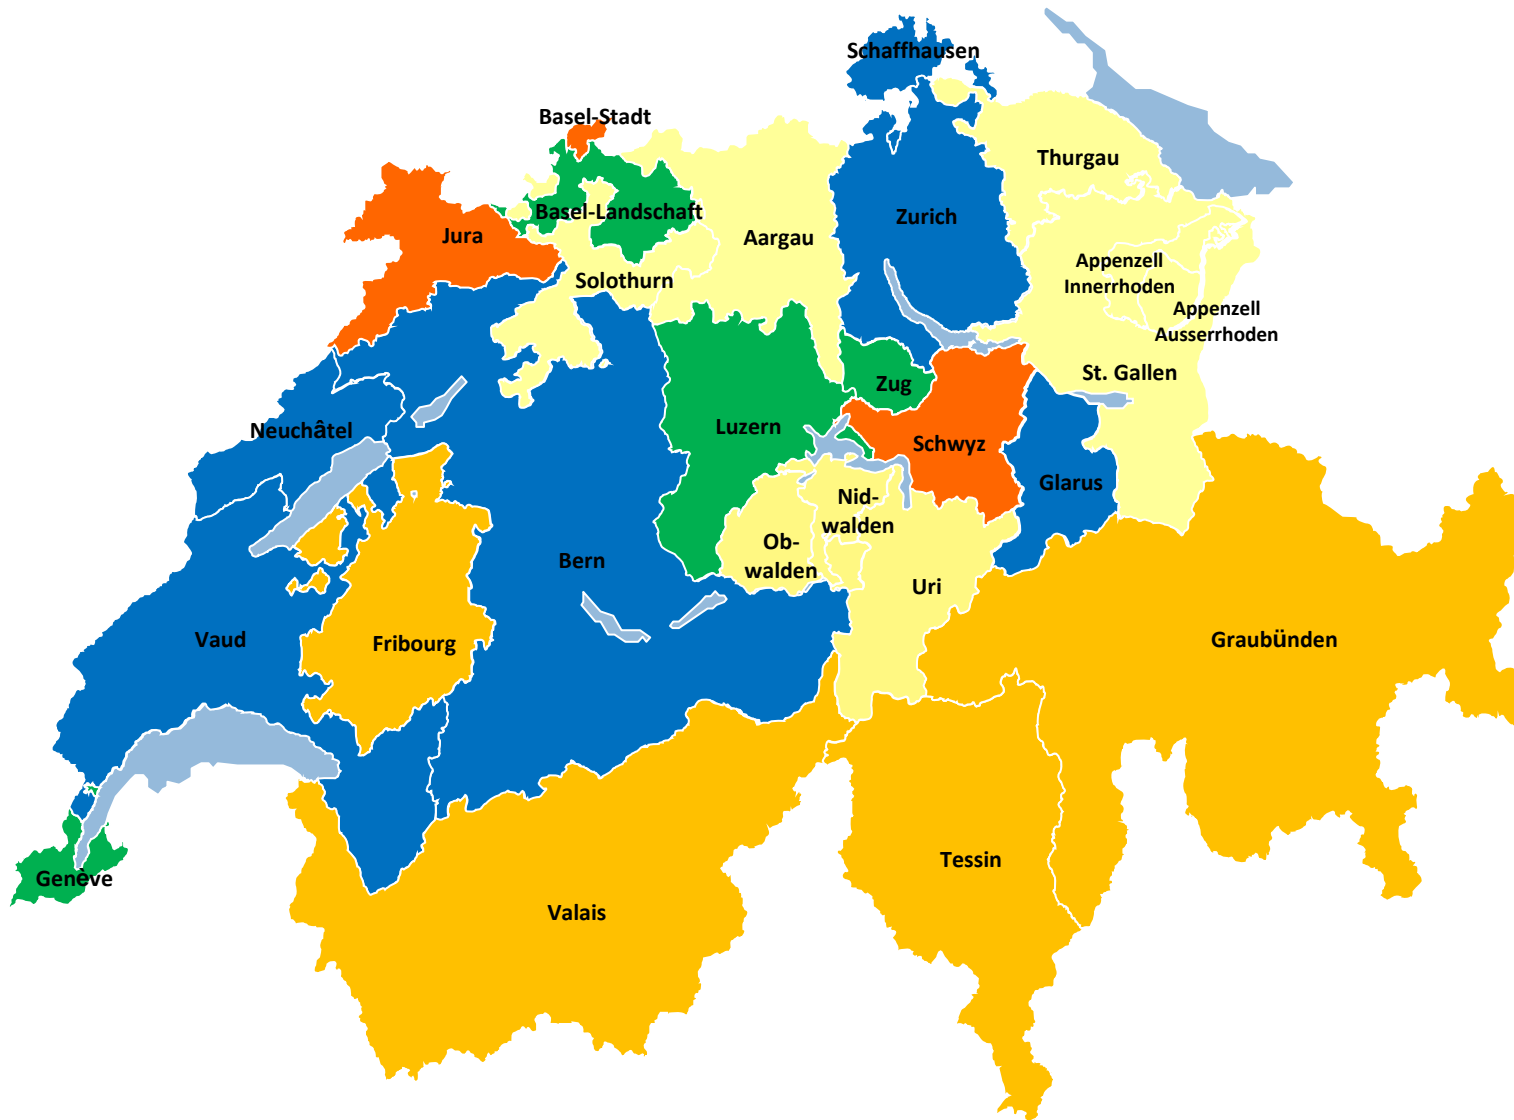 Schaffhausen
Basel-Stadt
Thurgau
Basel-Landschaft
Zurich
Jura
Aargau
Appenzell
Innerrhoden
Solothurn
Appenzell
Ausserrhoden
St. Gallen
Zug
Neuchâtel
Luzern
Schwyz
Glarus
Nid-
walden
Ob-
walden
Bern
Uri
Vaud
Fribourg
Graubünden
Tessin
Genève
Valais